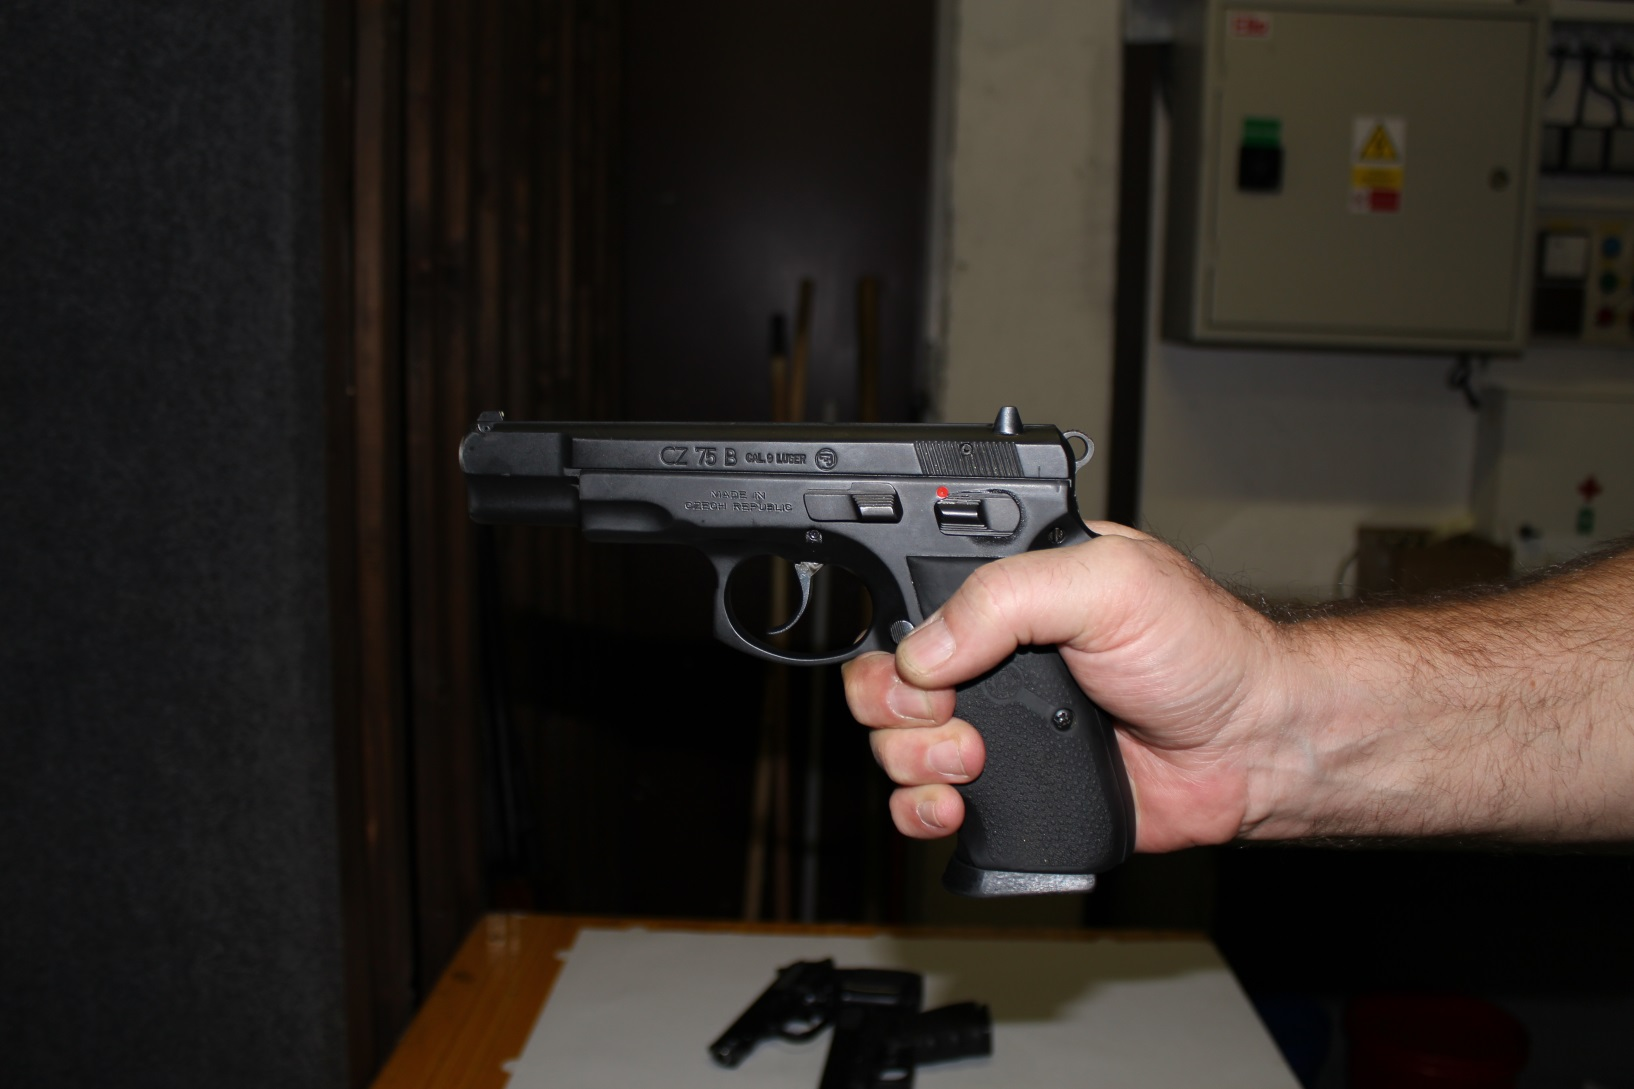 CZ 75 B CAL. 9 LUGER
MADE IN
CZECH REPUBLIC